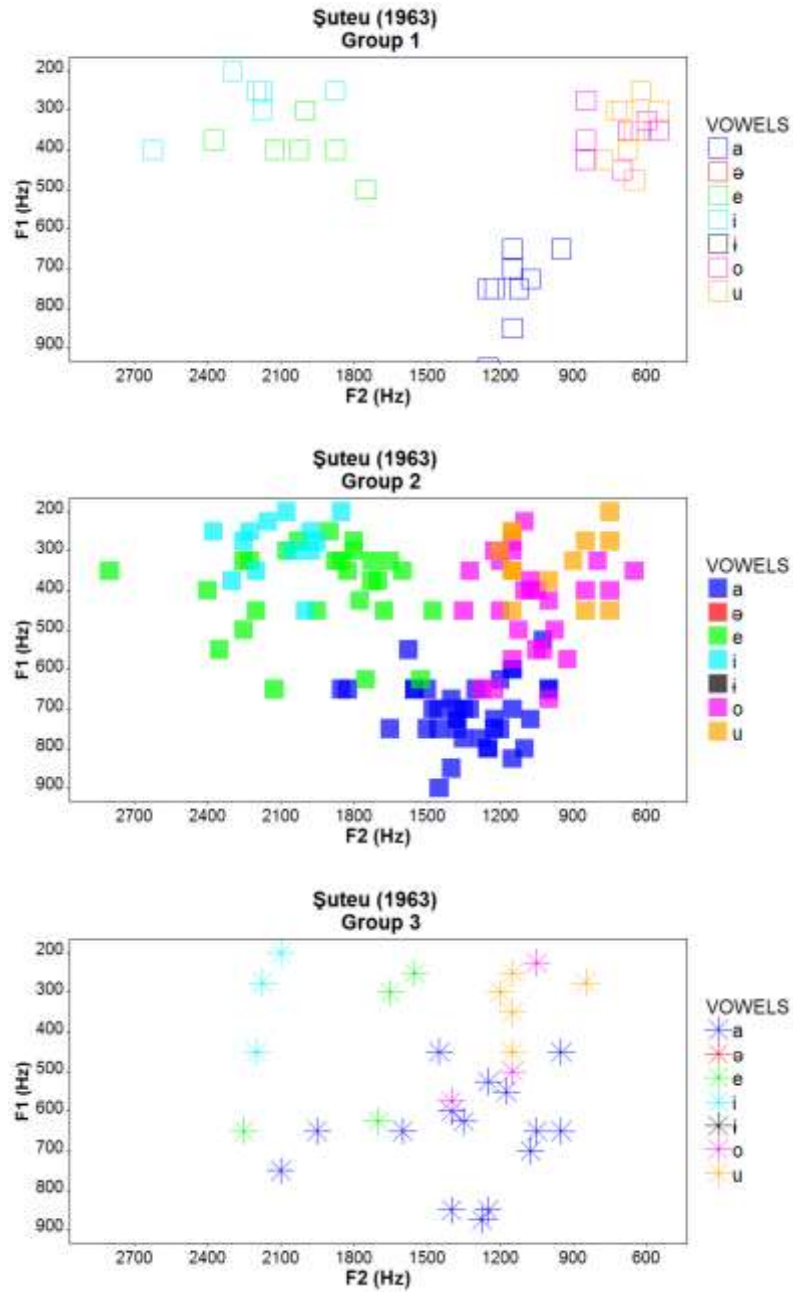 Şuteu (1963)
Group 1
200
300
400
500
600
700
800
900
F1 (Hz)
2700 2400 2100 1800 1500 1200 900 600
F2 (Hz)
VOWELS
a
ə
e
i
ɨ
o
u
Şuteu (1963)
Group 2
200
300
400
500
600
700
800
900
F1 (Hz)
2700 2400 2100 1800 1500 1200 900 600
F2 (Hz)
VOWELS
a
ə
e
i
ɨ
o
u
Şuteu (1963)
Group 3
200
300
400
500
600
700
800
900
F1 (Hz)
2700 2400 2100 1800 1500 1200 900 600
F2 (Hz)
VOWELS
a
ə
e
i
ɨ
o
u